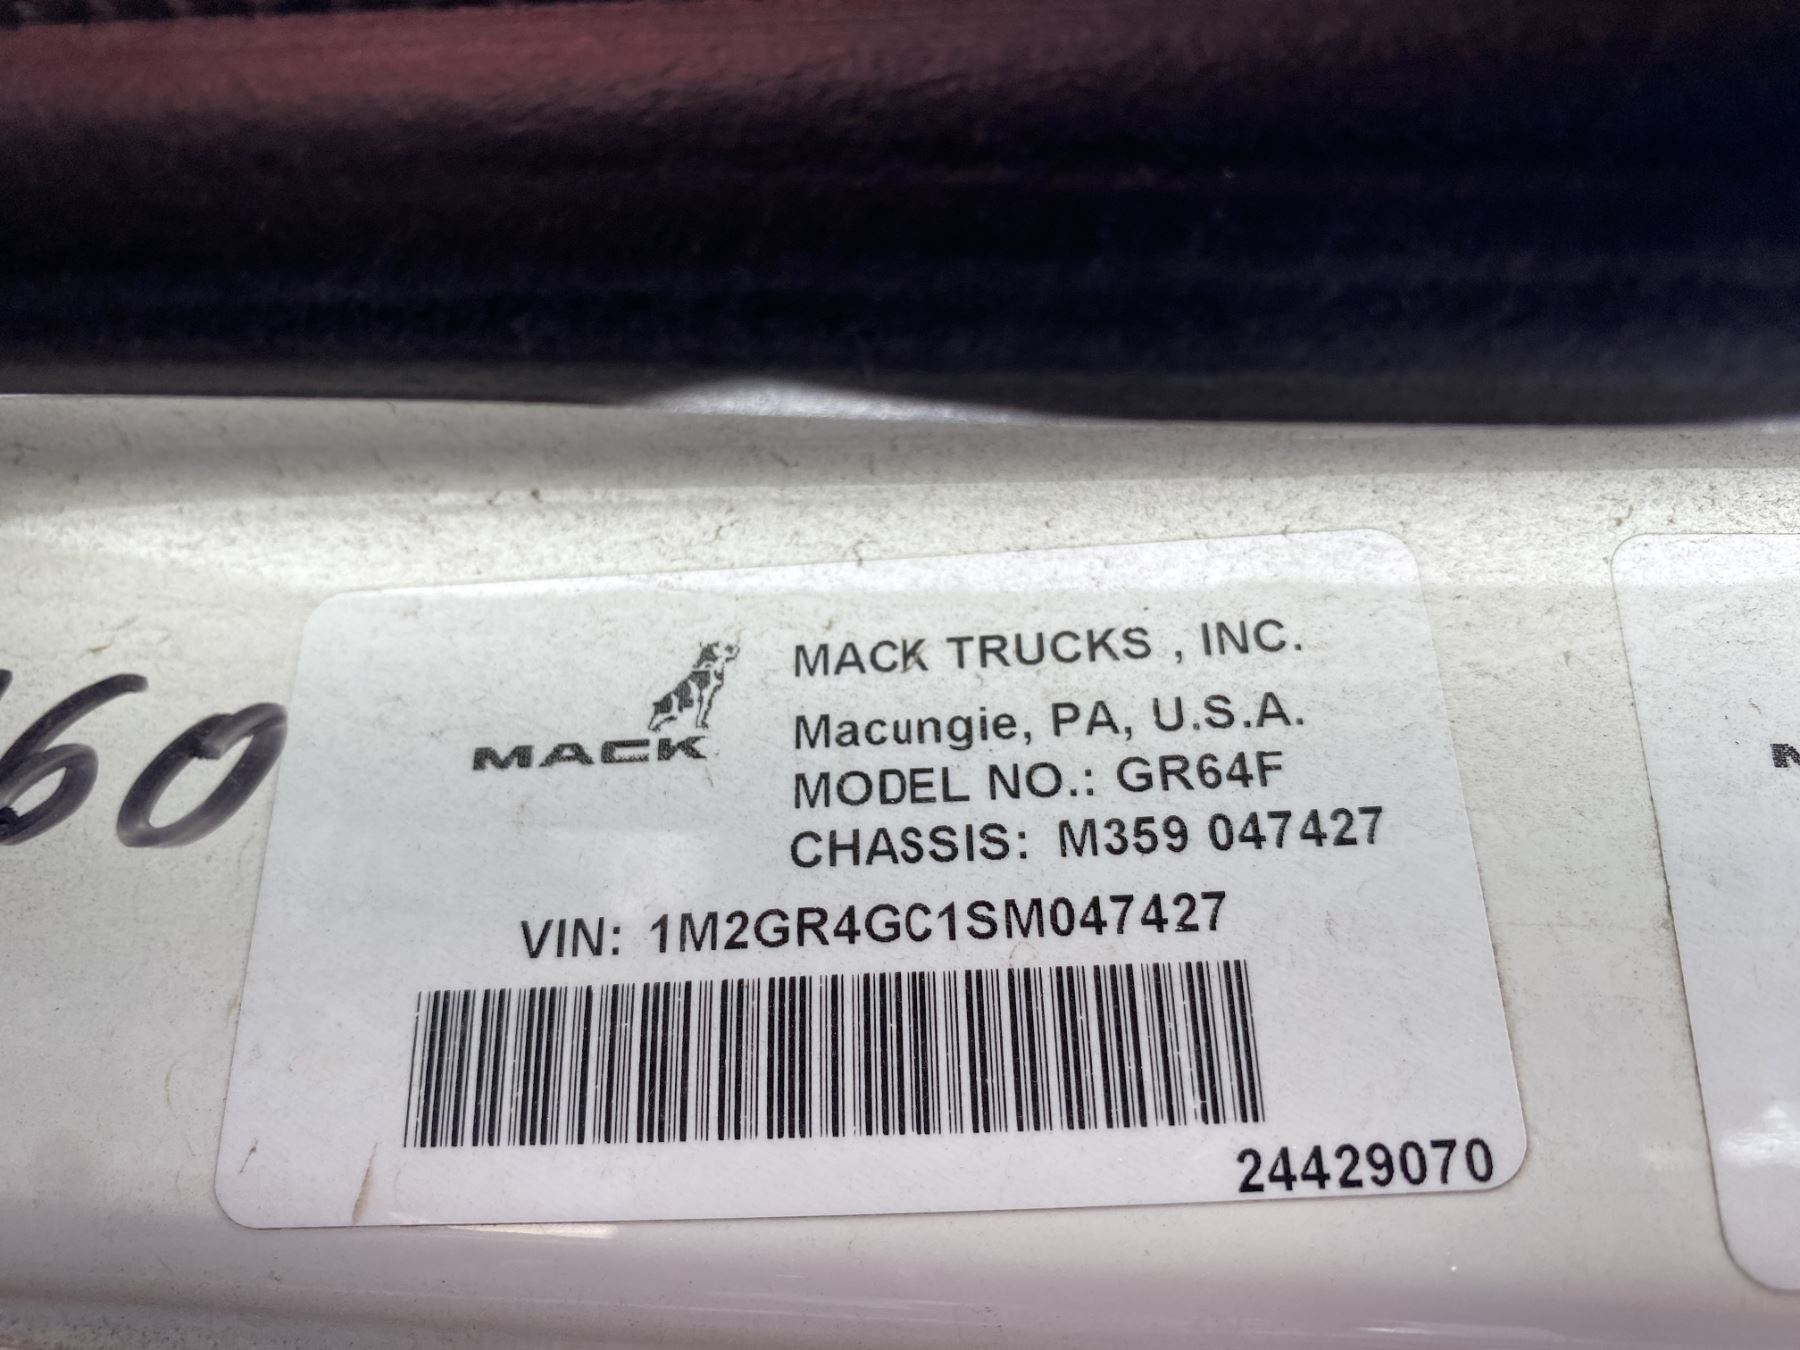 MACK TRUCKS , INC.
MACK
Macungie, PA, U.S.A.
MODEL NO.: GR64F
CHASSIS: M359 047427
VIN: 1M2GR4GC1SM047427
24429070
60